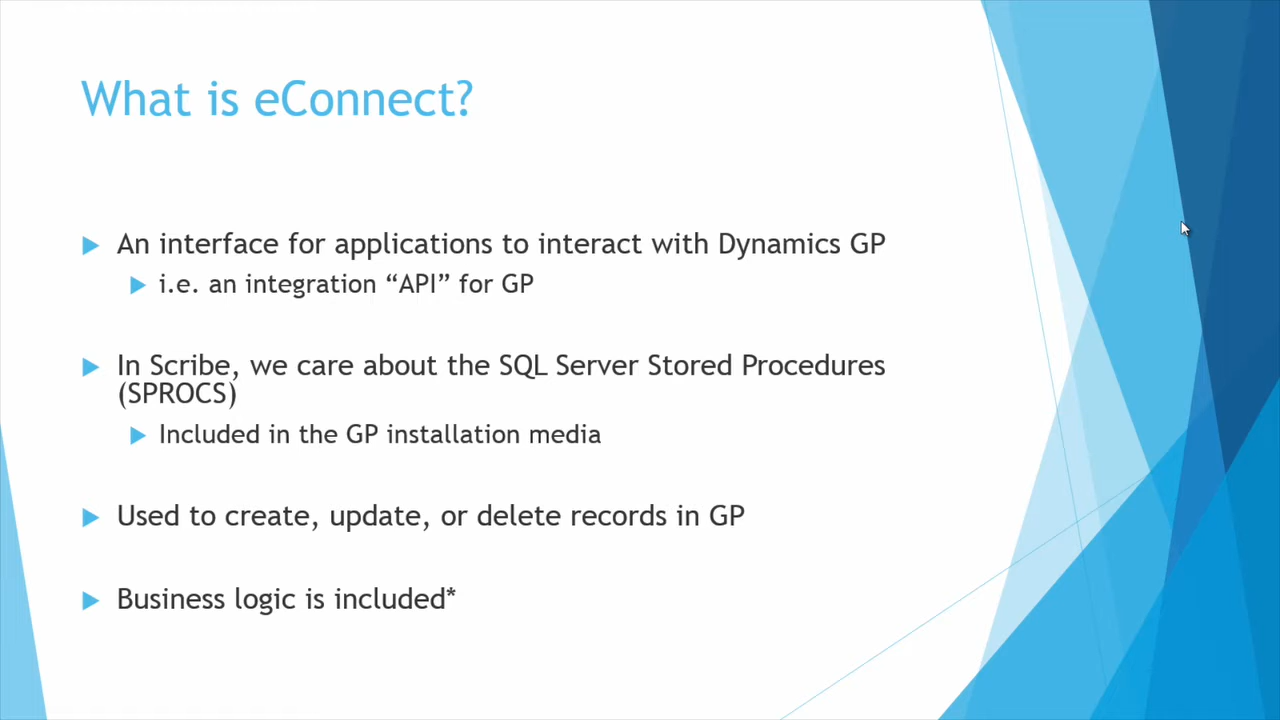 What is eConnect?
An interface for applications to interact with Dynamics GP
i.e. an integration “API” for GP
In Scribe, we care about the SQL Server Stored Procedures
(SPROCS)
Included in the GP installation media
Used to create, update, or delete records in GP
Business logic is included*